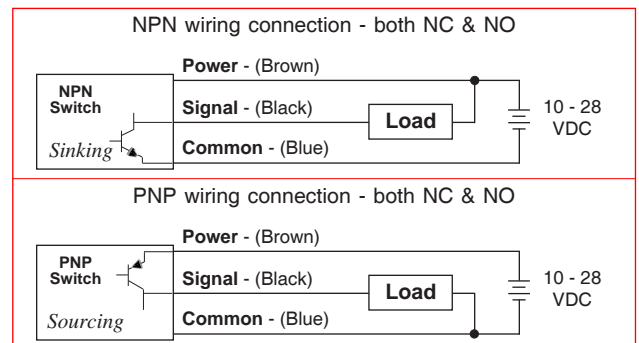 NPN wiring connection - both NC & NO
Power - (Brown)
NPN
Switch
Signal - (Black)
Load
10 - 28
VDC
Sinking
Common - (Blue)
PNP wiring connection - both NC & NO
Power - (Brown)
PNP
Switch
Signal - (Black)
Load
10 - 28
VDC
Sourcing
Common - (Blue)